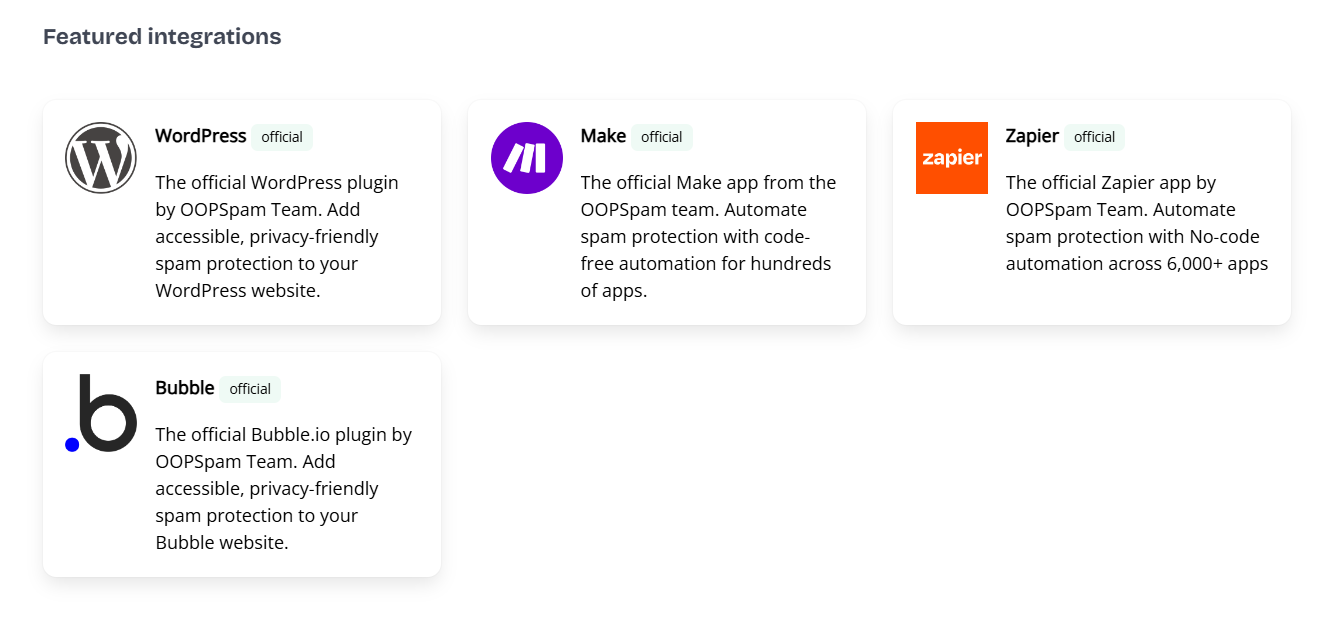 Featured integrations
WordPress official
The official WordPress plugin
by OOPSpam Team. Add
accessible, privacy-friendly
spam protection to your
WordPress website.
Make official
The official Make app from the
OOPSpam team. Automate
spam protection with code-
free automation for hundreds
of apps.
zapier
Zapier official
The official Zapier app by
OOPSpam Team. Automate
spam protection with No-code
automation across 6,000+ apps
Bubble official
The official Bubble.io plugin by
OOPSpam Team. Add
accessible, privacy-friendly
spam protection to your
Bubble website.